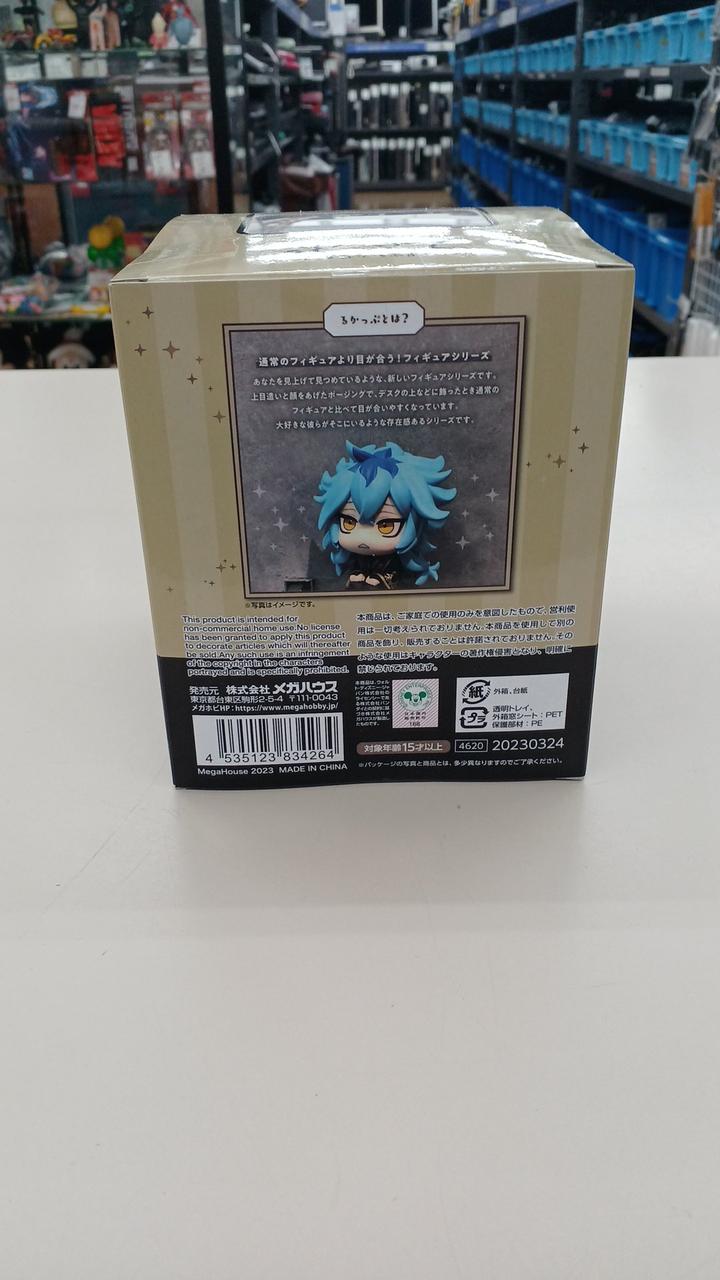 るかっぷとは?
通常のフィギュアより目が合う!フィギュアシリーズ
あなたを見上げて見つめているような、新しいフィギュアシリーズです。
上目遣いと顔をあげたポージングで、デスクの上などに飾ったとき通常の
フィギュアと比べて目が合いやすくなっています。
大好きな彼らがそこにいるような存在感あるシリーズです。
※写真はイメージです。
This product is intended for
non-commercial home use.No license
has been granted to apply this product
to decorate articles which will thereafter
be sold.Any such use is an infringement
of the copyright in the characters
portrayed and is specifically prohibited.
本商品は、ご家庭での使用のみを意図したもので、営利使
用は一切考えられておりません。本商品を使用して別の
商品を飾り、販売することは許諾されておりません。その
ような使用はキャラクターの著作権侵害となり、明確に
禁じられております。
発売元 株式会社メガハウス
東京都台東区駒形2-5-4 〒111-0043
メガホビHP:https://www.megahobby.jp/
4 535123 834264
MegaHouse 2023 MADE IN CHINA
168
紙 外箱、台紙
プラ 透明トレイ、
外箱窓シート:PET
保護部材:PE
対象年齢15才以上 4620 20230324
※パッケージの写真と商品とは、多少異なりますのでご了承ください。